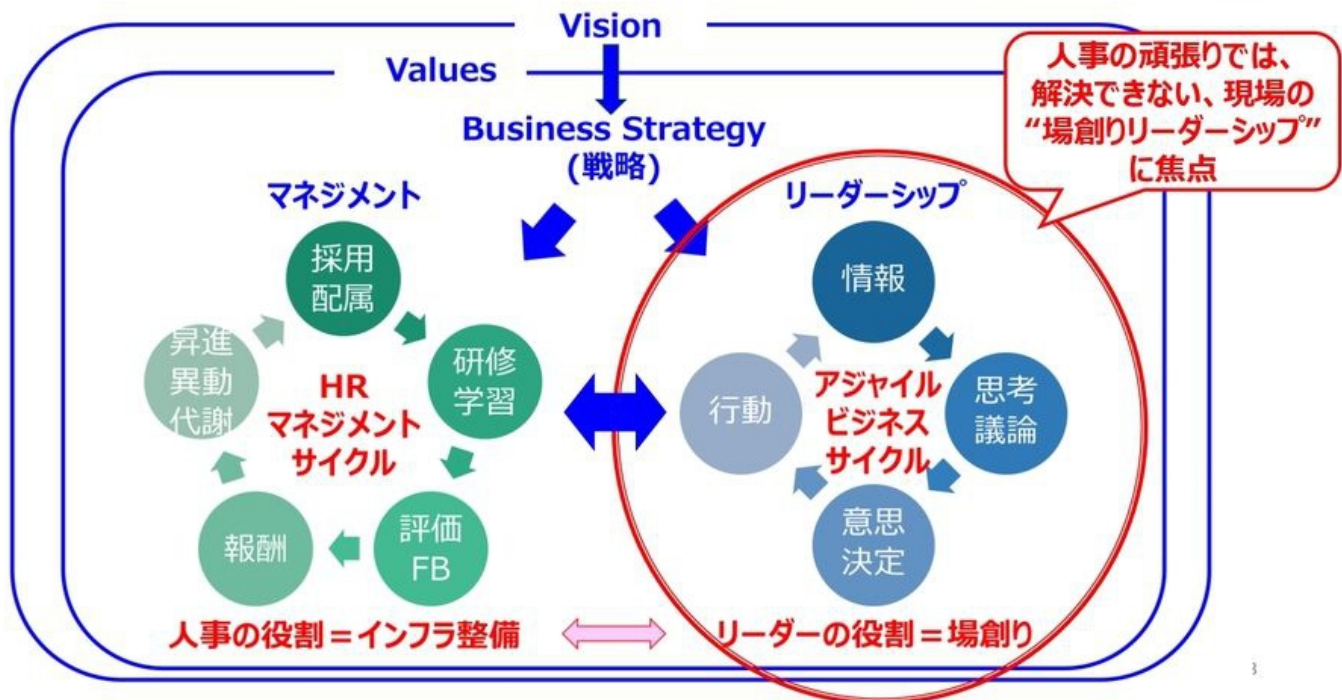 Vision
Values
Business Strategy
(戦略)
人事の頑張りでは、
解決できない、現場の
“場創りリーダーシップ”
に焦点
マネジメント
採用
配属
研修
学習
評価
FB
報酬
昇進
異動
代謝
HR
マネジメント
サイクル
人事の役割＝インフラ整備
リーダーシップ
情報
思考
議論
意思
決定
行動
アジャイル
ビジネス
サイクル
リーダーの役割＝場創り
3